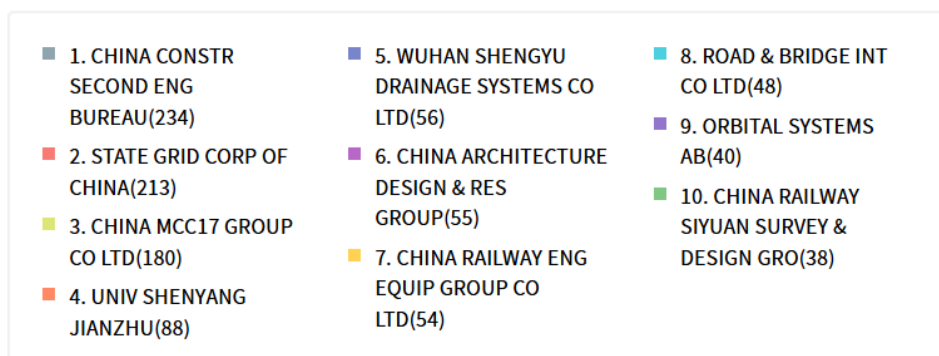 1. CHINA CONSTR
SECOND ENG
BUREAU(234)
2. STATE GRID CORP OF
CHINA(213)
3. CHINA MCC17 GROUP
CO LTD(180)
4. UNIV SHENYANG
JIANZHU(88)
5. WUHAN SHENGYU
DRAINAGE SYSTEMS CO
LTD(56)
6. CHINA ARCHITECTURE
DESIGN & RES
GROUP(55)
7. CHINA RAILWAY ENG
EQUIP GROUP CO
LTD(54)
8. ROAD & BRIDGE INT
CO LTD(48)
9. ORBITAL SYSTEMS
AB(40)
10. CHINA RAILWAY
SIYUAN SURVEY &
DESIGN GRO(38)